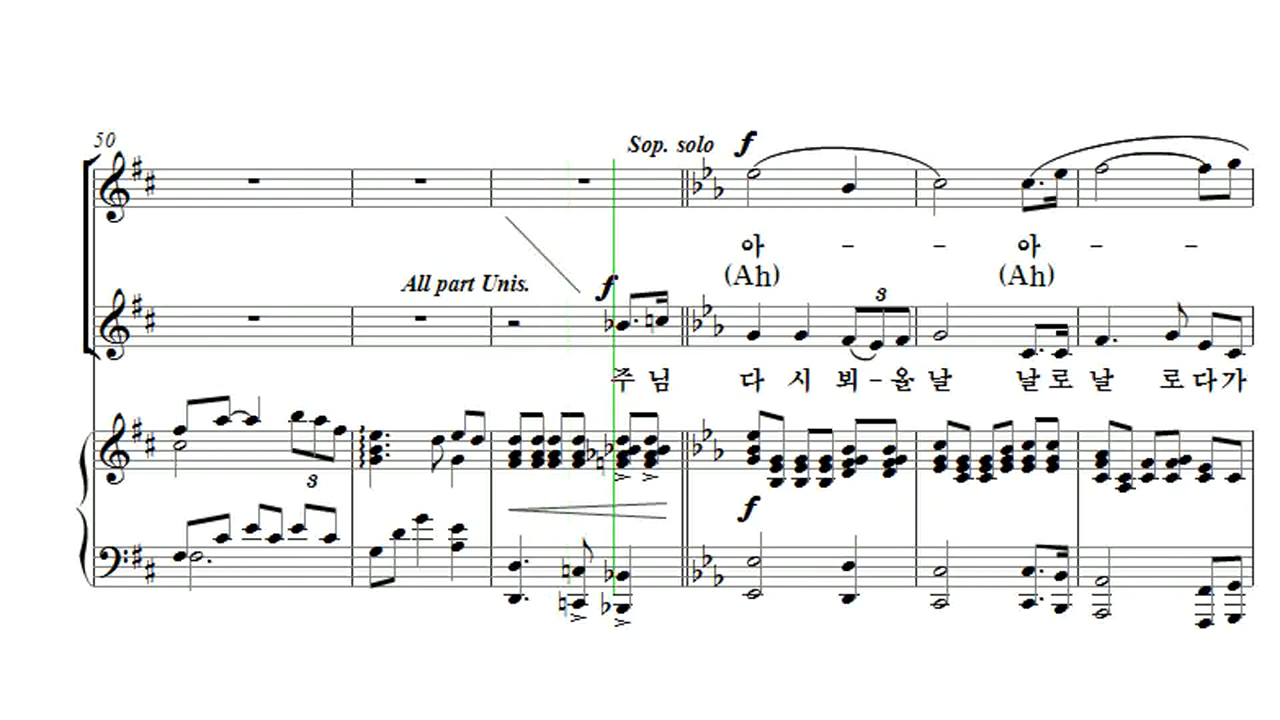 50
Sop. solo f
아 - - 아 - -
(Ah) (Ah)
All part Unis. f
3
주 님 다 시 뵈 - 올 날 날 로 날 로 다 가
3
f